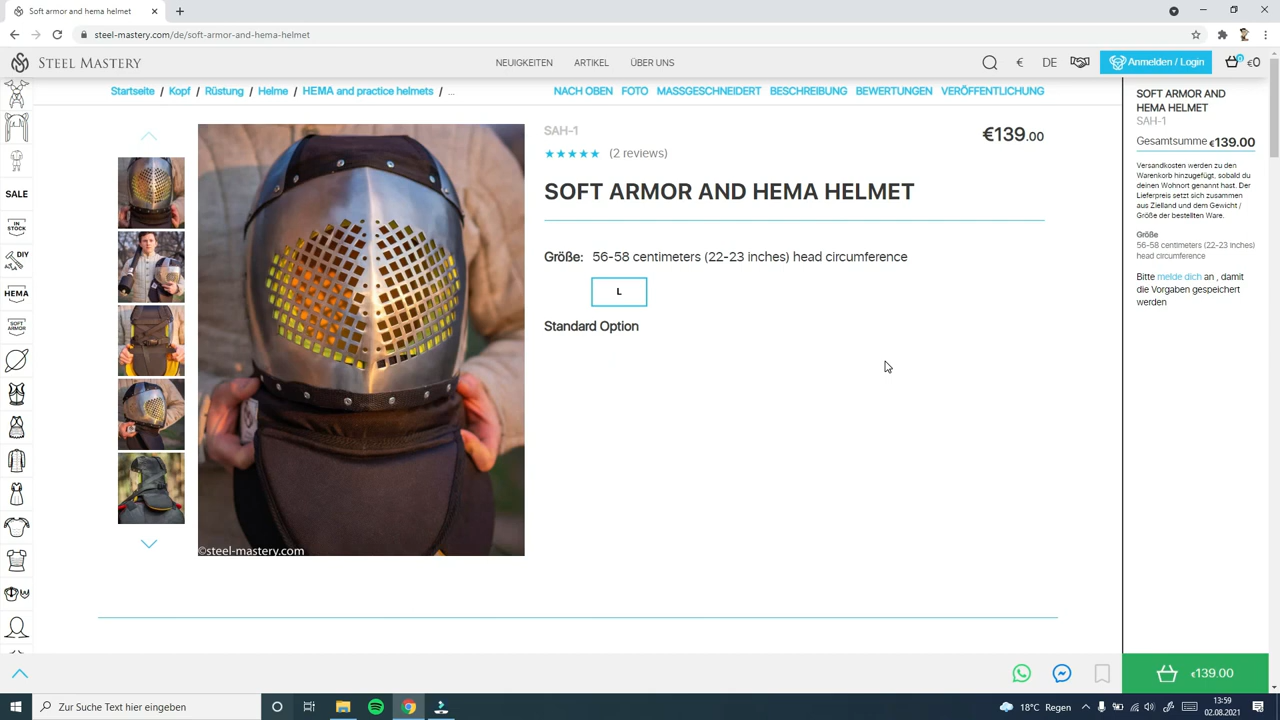 Soft armor and hema helmet
steel-mastery.com/de/soft-armor-and-hema-helmet
STEEL MASTERY
NEUIGKEITEN ARTIKEL ÜBER UNS
€ DE Anmelden / Login 0 €0
Startseite / Kopf / Rüstung / Helme / HEMA and practice helmets / ...
NACH OBEN FOTO MASSGESCHNEIDERT BESCHREIBUNG BEWERTUNGEN VERÖFFENTLICHUNG
SALE
IN STOCK
DIY
HEMA
SOFT ARMOR
©steel-mastery.com
SAH-1
€139.00
(2 reviews)
SOFT ARMOR AND HEMA HELMET
Größe: 56-58 centimeters (22-23 inches) head circumference
L
Standard Option
SOFT ARMOR AND
HEMA HELMET
SAH-1
Gesamtsumme €139.00
Versandkosten werden zu den
Warenkorb hinzugefügt, sobald du
deinen Wohnort genannt hast. Der
Lieferpreis setzt sich zusammen
aus Zielland und dem Gewicht /
Größe der bestellten Ware.
Größe
56-58 centimeters (22-23 inches)
head circumference
Bitte melde dich an , damit
die Vorgaben gespeichert
werden
€139.00
Zur Suche Text hier eingeben
18°C Regen
13:59
02.08.2021